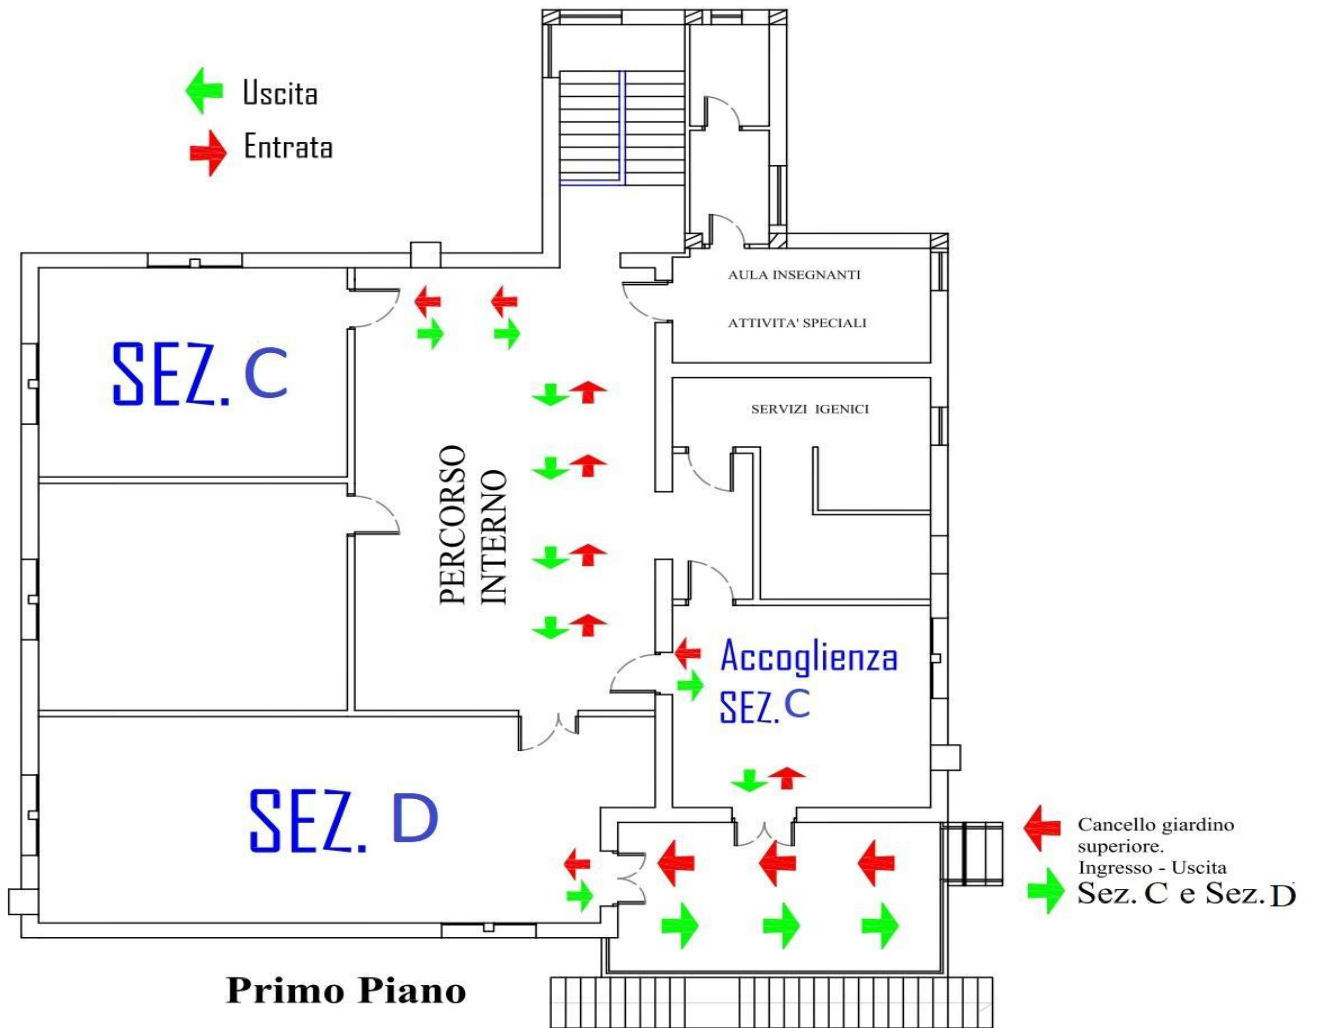 Uscita
Entrata
AULA INSEGNANTI
ATTIVITA' SPECIALI
SEZ. C
SERVIZI IGENICI
PERCORSO
INTERNO
Accoglienza
SEZ. C
SEZ. D
Cancello giardino
superiore.
Ingresso - Uscita
Sez. C e Sez. D
Primo Piano